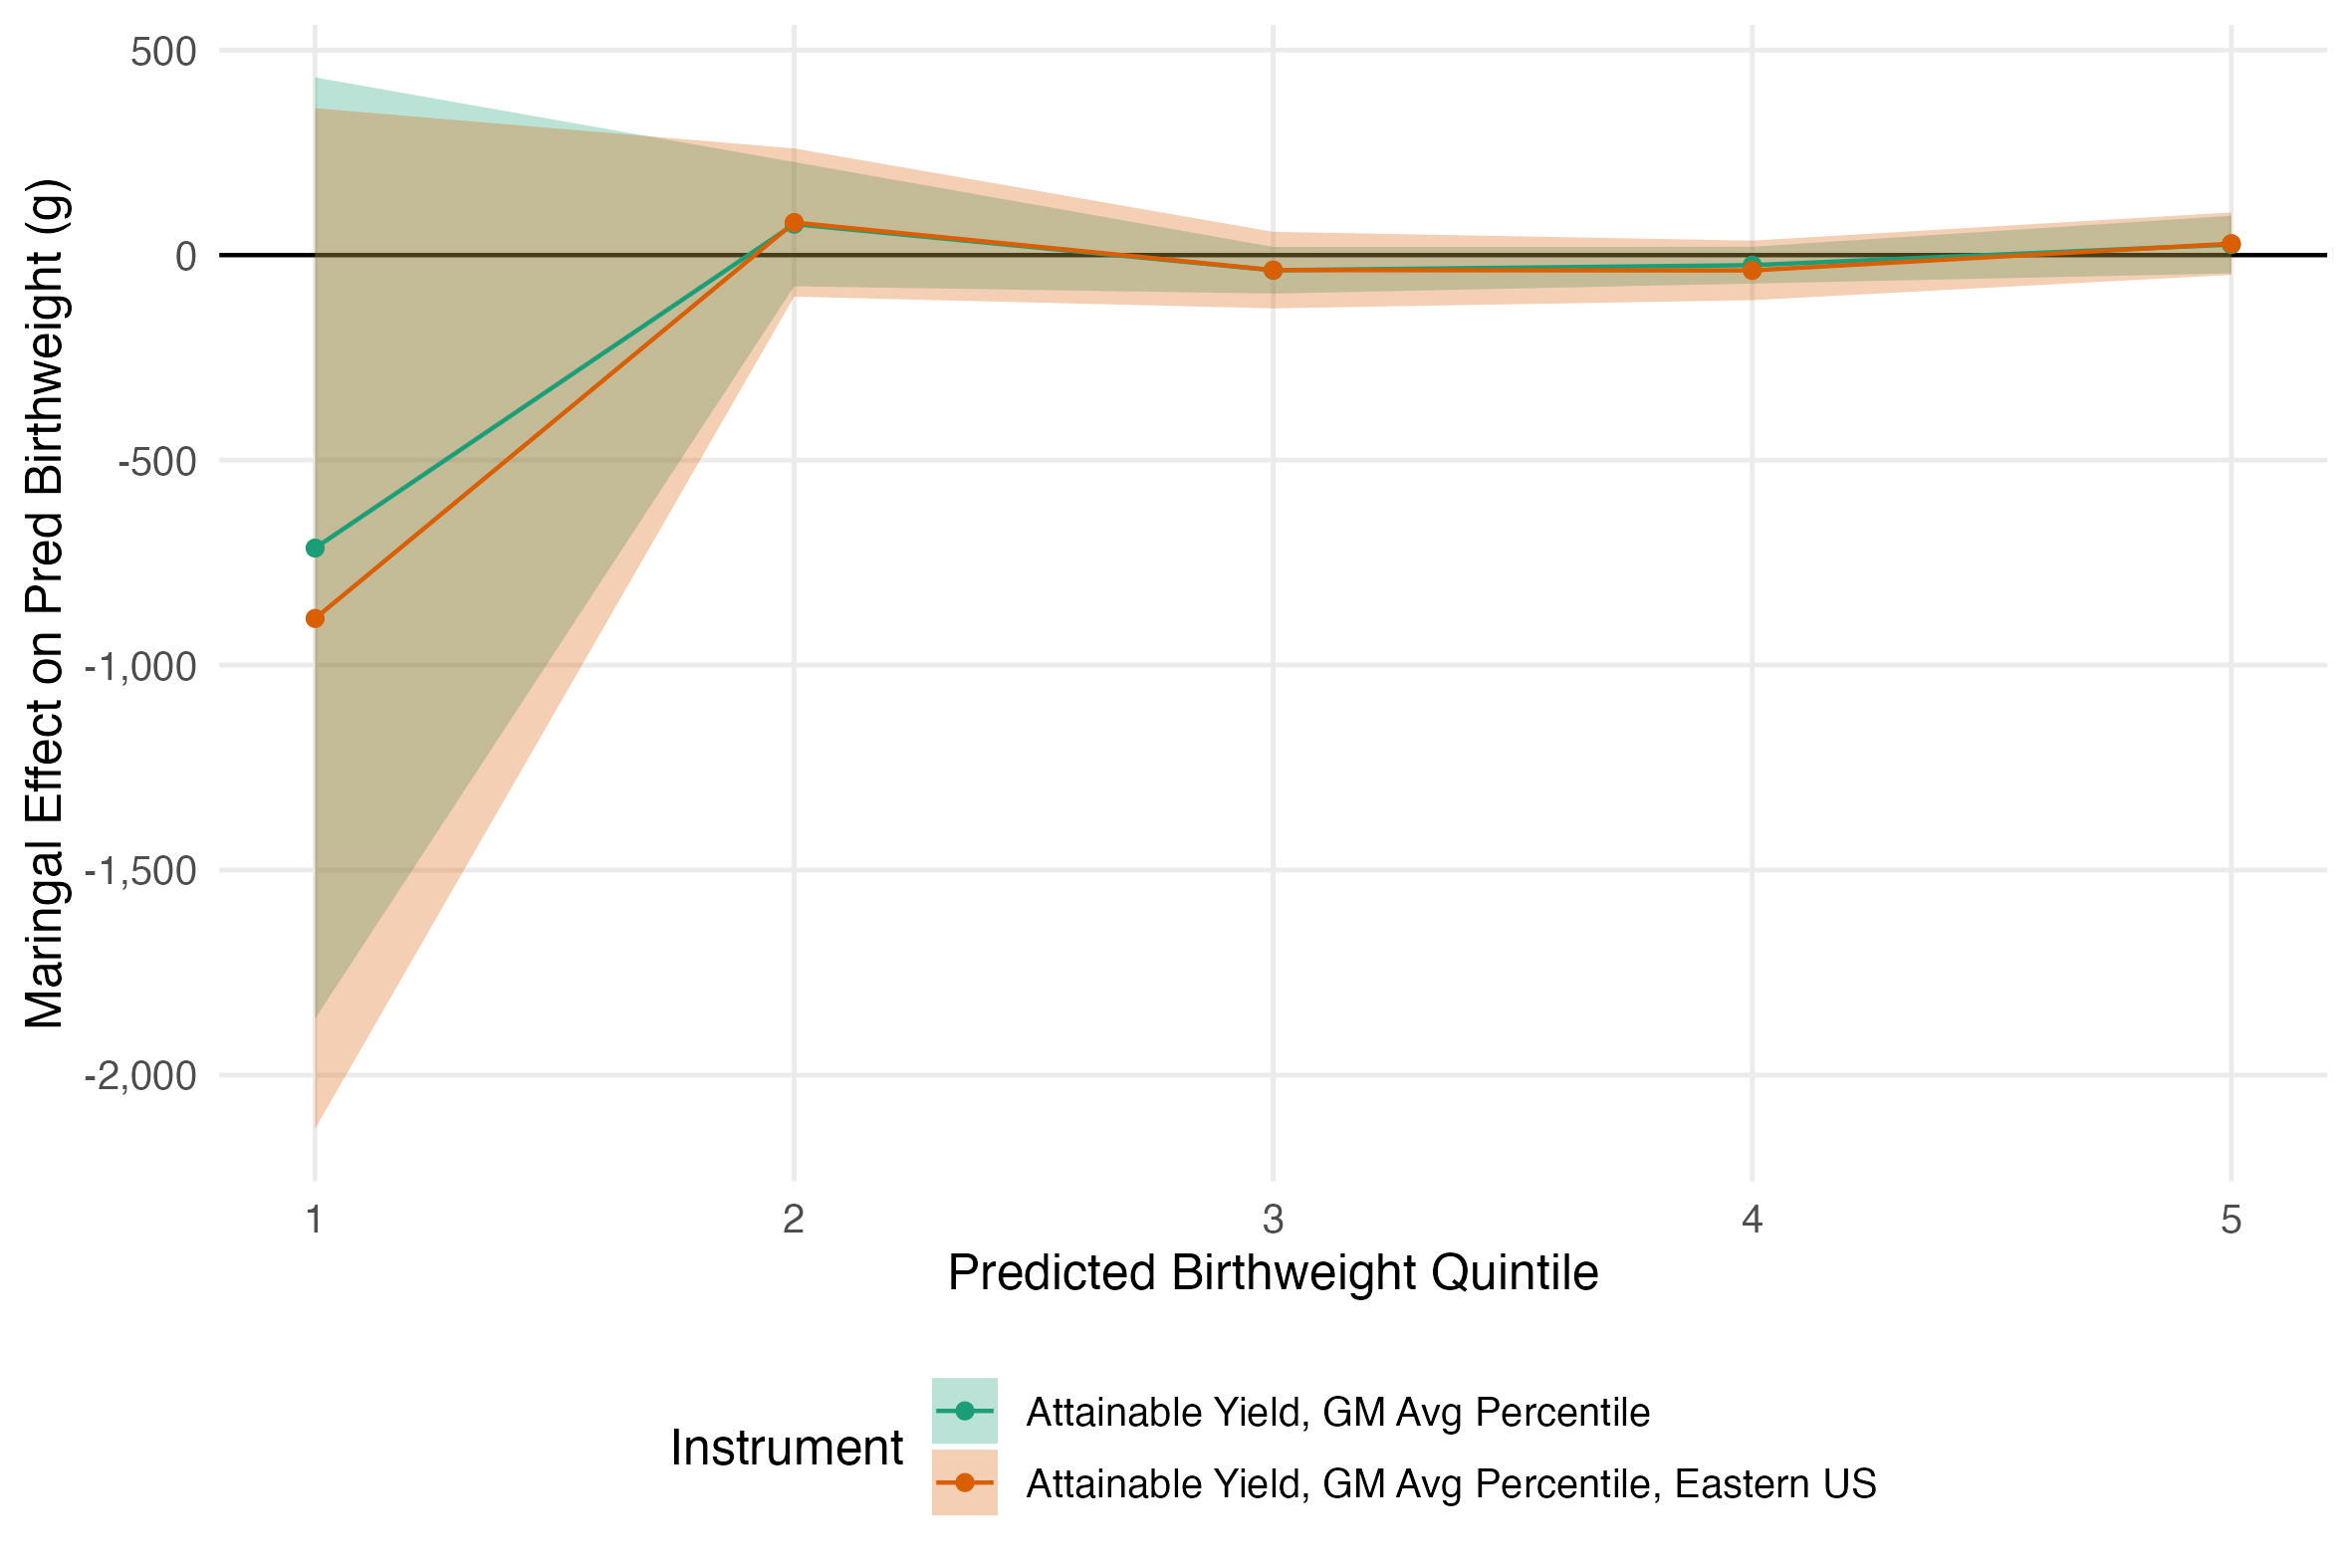 Maringal Effect on Pred Birthweight (g)
500
0
-500
-1,000
-1,500
-2,000
1 2 3 4 5
Predicted Birthweight Quintile
Instrument
Attainable Yield, GM Avg Percentile
Attainable Yield, GM Avg Percentile, Eastern US